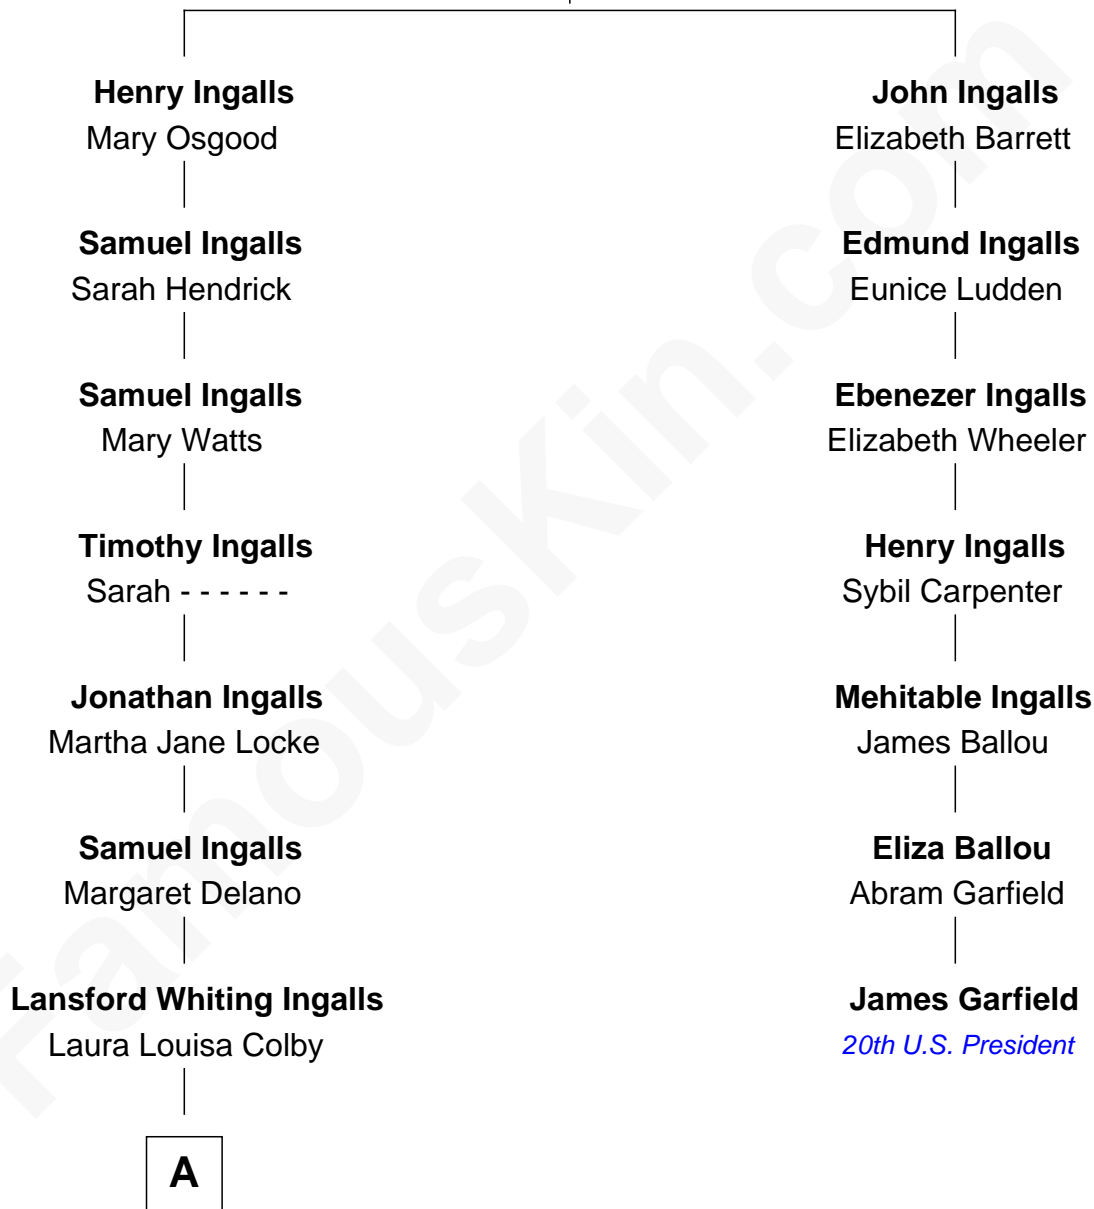 Henry Ingalls
Mary Osgood
John Ingalls
Elizabeth Barrett
Samuel Ingalls
Sarah Hendrick
Edmund Ingalls
Eunice Ludden
Samuel Ingalls
Mary Watts
Ebenezer Ingalls
Elizabeth Wheeler
Timothy Ingalls
Sarah - - - - - -
Henry Ingalls
Sybil Carpenter
Jonathan Ingalls
Martha Jane Locke
Mehitable Ingalls
James Ballou
Samuel Ingalls
Margaret Delano
Eliza Ballou
Abram Garfield
Lansford Whiting Ingalls
Laura Louisa Colby
James Garfield
20th U.S. President
A
FamousKin.com